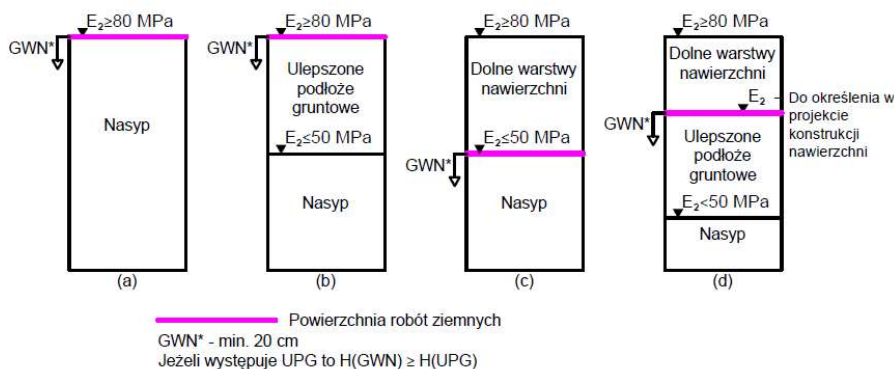 E₂≥80 MPa
GWN*
Nasyp
(a)
E₂≥80 MPa
GWN*
Ulepszone
podłoże
gruntowe
E₂≤50 MPa
Nasyp
(b)
E₂≥80 MPa
Dolne warstwy
nawierzchni
E₂≤50 MPa
GWN*
Nasyp
(c)
E₂≥80 MPa
Dolne warstwy
nawierzchni
E₂ – Do określenia w
projekcie
konstrukcji
nawierzchni
GWN*
Ulepszone
podłoże
gruntowe
E₂<50 MPa
Nasyp
(d)
Powierzchnia robót ziemnych
GWN* - min. 20 cm
Jeżeli występuje UPG to H(GWN) ≥ H(UPG)